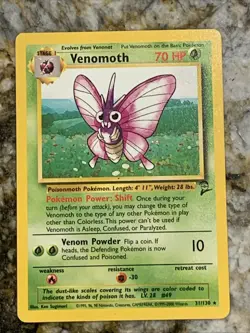 STAGE 1
Evolves from Venonat Put Venomoth on the Basic Pokémon
Venomoth 70 HP
Poisonmoth Pokémon. Length: 4' 11", Weight: 28 lbs.
Pokémon Power: Shift Once during your
turn (before your attack), you may change the type of
Venomoth to the type of any other Pokémon in play
other than Colorless. This power can't be used if
Venomoth is Asleep, Confused, or Paralyzed.
Venom Powder Flip a coin. If
heads, the Defending Pokémon is now
Confused and Poisoned.
10
weakness resistance retreat cost
-30
The dust-like scales covering its wings are color coded to
indicate the kinds of poison it has. LV. 28 #49
Illus. Ken Sugimori
31/130 ★